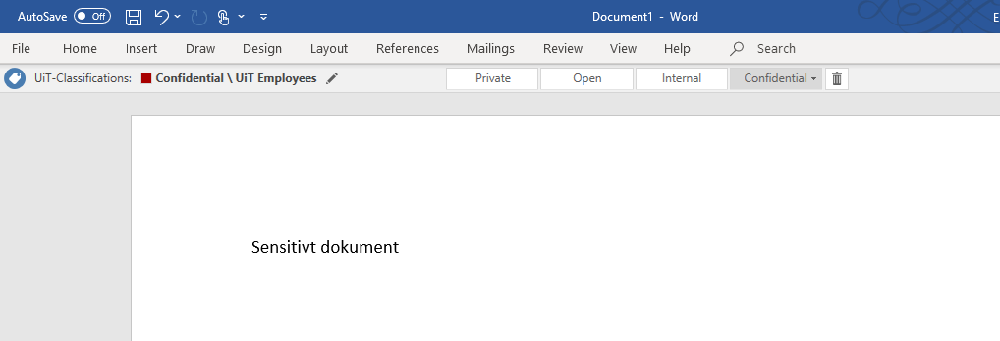 AutoSave Off Document1 - Word
File Home Insert Draw Design Layout References Mailings Review View Help Search
UiT-Classifications: Confidential \ UiT Employees Private Open Internal Confidential
Sensitivt dokument